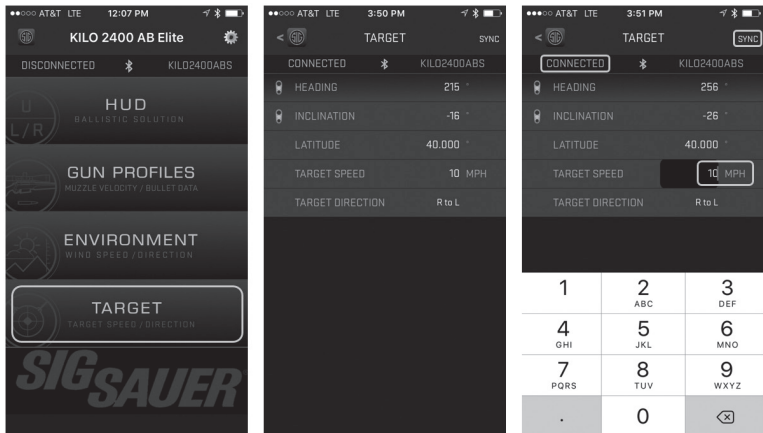 AT&T LTE 12:07 PM
KILO 2400 AB Elite
DISCONNECTED KILO2400ABS
HUD
BALLISTIC SOLUTION
U
L/R
GUN PROFILES
MUZZLE VELOCITY / BULLET DATA
ENVIRONMENT
WIND SPEED / DIRECTION
TARGET
TARGET SPEED / DIRECTION
SIG SAUER
AT&T LTE 3:50 PM
< SIG TARGET SYNC
CONNECTED KILO2400ABS
HEADING 215 °
INCLINATION -16 °
LATITUDE 40.000 °
TARGET SPEED 10 MPH
TARGET DIRECTION R to L
AT&T LTE 3:51 PM
< SIG TARGET SYNC
CONNECTED KILO2400ABS
HEADING 256 °
INCLINATION -26 °
LATITUDE 40.000 °
TARGET SPEED 10 MPH
TARGET DIRECTION R to L
1 2 3
ABC DEF
4 5 6
GHI JKL MNO
7 8 9
PQRS TUV WXYZ
. 0